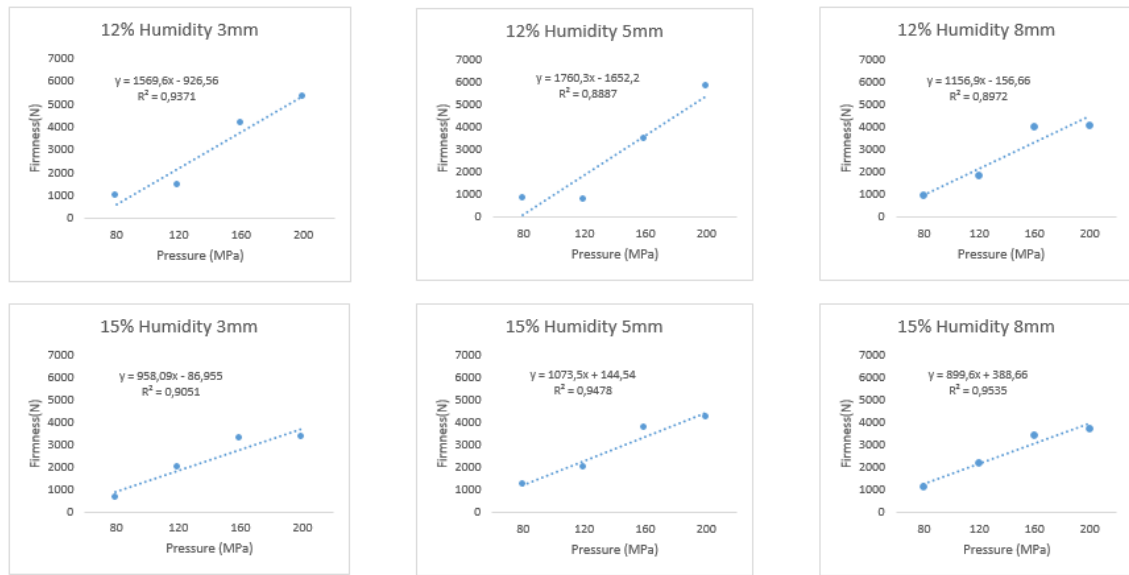 12% Humidity 3mm
7000
6000
5000
4000
3000
2000
1000
0
Firmness(N)
y = 1569,6x - 926,56
R² = 0,9371
80 120 160 200
Pressure (MPa)
12% Humidity 5mm
7000
6000
5000
4000
3000
2000
1000
0
Firmness(N)
y = 1760,3x - 1652,2
R² = 0,8887
80 120 160 200
Pressure (MPa)
12% Humidity 8mm
7000
6000
5000
4000
3000
2000
1000
0
Firmness(N)
y = 1156,9x - 156,66
R² = 0,8972
80 120 160 200
Pressure (MPa)
15% Humidity 3mm
7000
6000
5000
4000
3000
2000
1000
0
Firmness(N)
y = 958,09x - 86,955
R² = 0,9051
80 120 160 200
Pressure (MPa)
15% Humidity 5mm
7000
6000
5000
4000
3000
2000
1000
0
Firmness(N)
y = 1073,5x + 144,54
R² = 0,9478
80 120 160 200
Pressure (MPa)
15% Humidity 8mm
7000
6000
5000
4000
3000
2000
1000
0
Firmness(N)
y = 899,6x + 388,66
R² = 0,9535
80 120 160 200
Pressure (MPa)